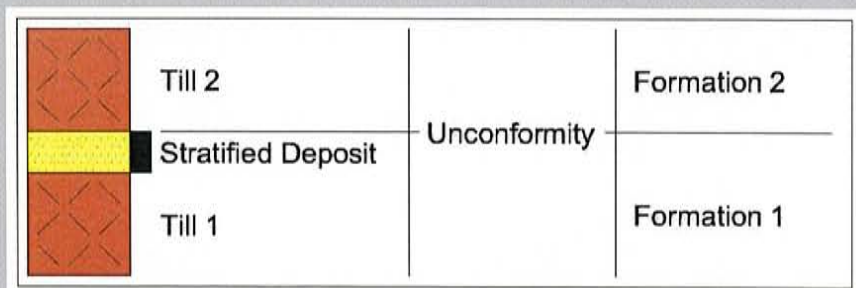 Till 2
Formation 2
Unconformity
Stratified Deposit
Till 1
Formation 1